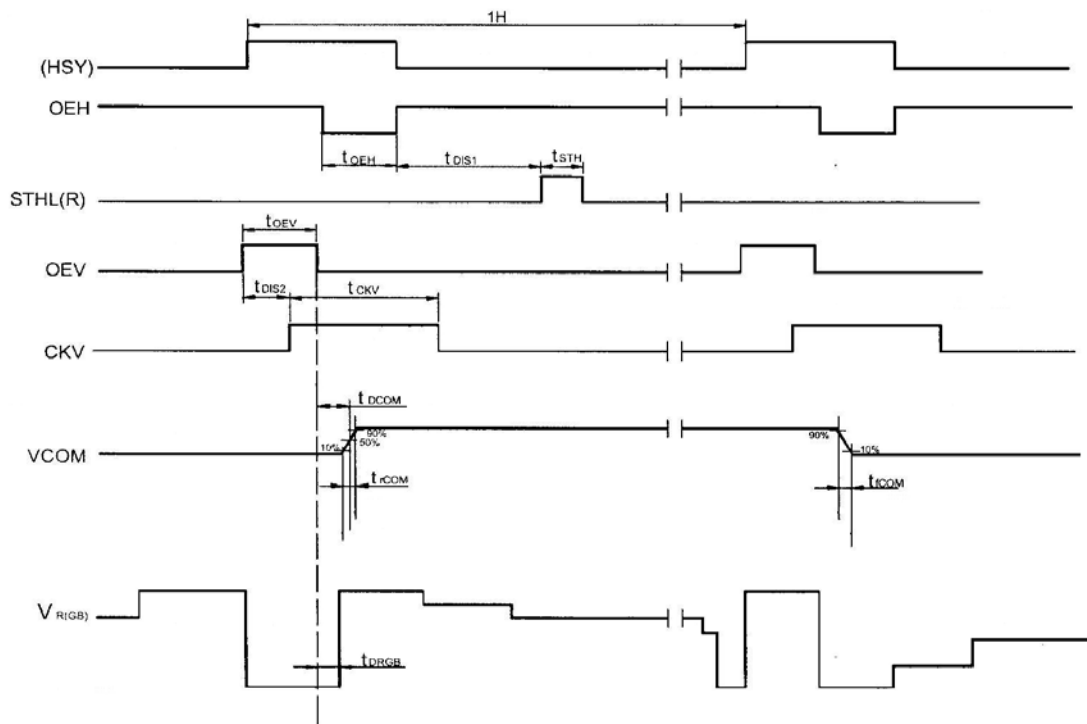 1H
(HSY)
OEH
tOEH tDIS1 tSTH
STHL(R)
tOEV
OEV
tDIS2 tCKV
CKV
tDCOM
90% 90%
50%
10% 10%
VCOM
trCOM tfCOM
VR(GB)
tDRGB